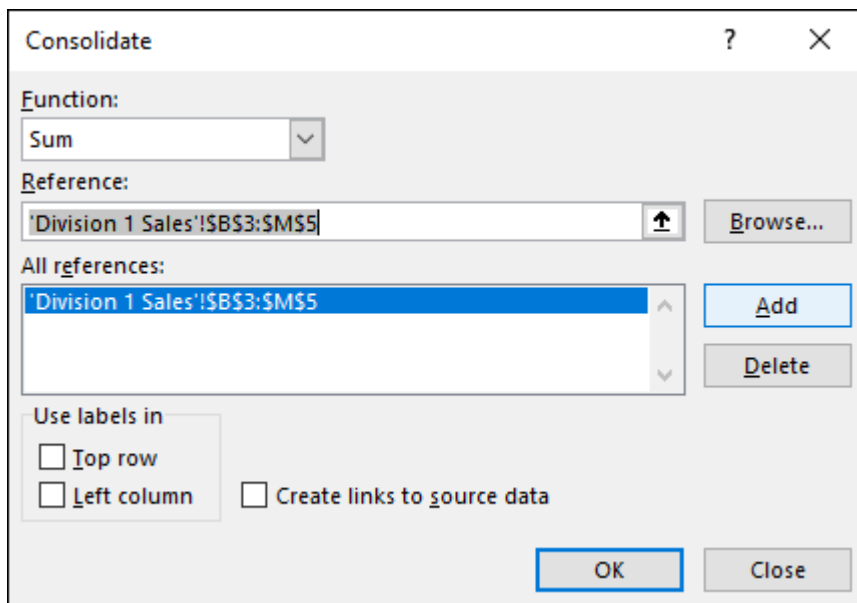 Consolidate ?
Function:
Sum
Reference:
'Division 1 Sales'!$B$3:$M$5
Browse...
All references:
'Division 1 Sales'!$B$3:$M$5
Add
Delete
Use labels in
Top row
Left column
Create links to source data
OK
Close